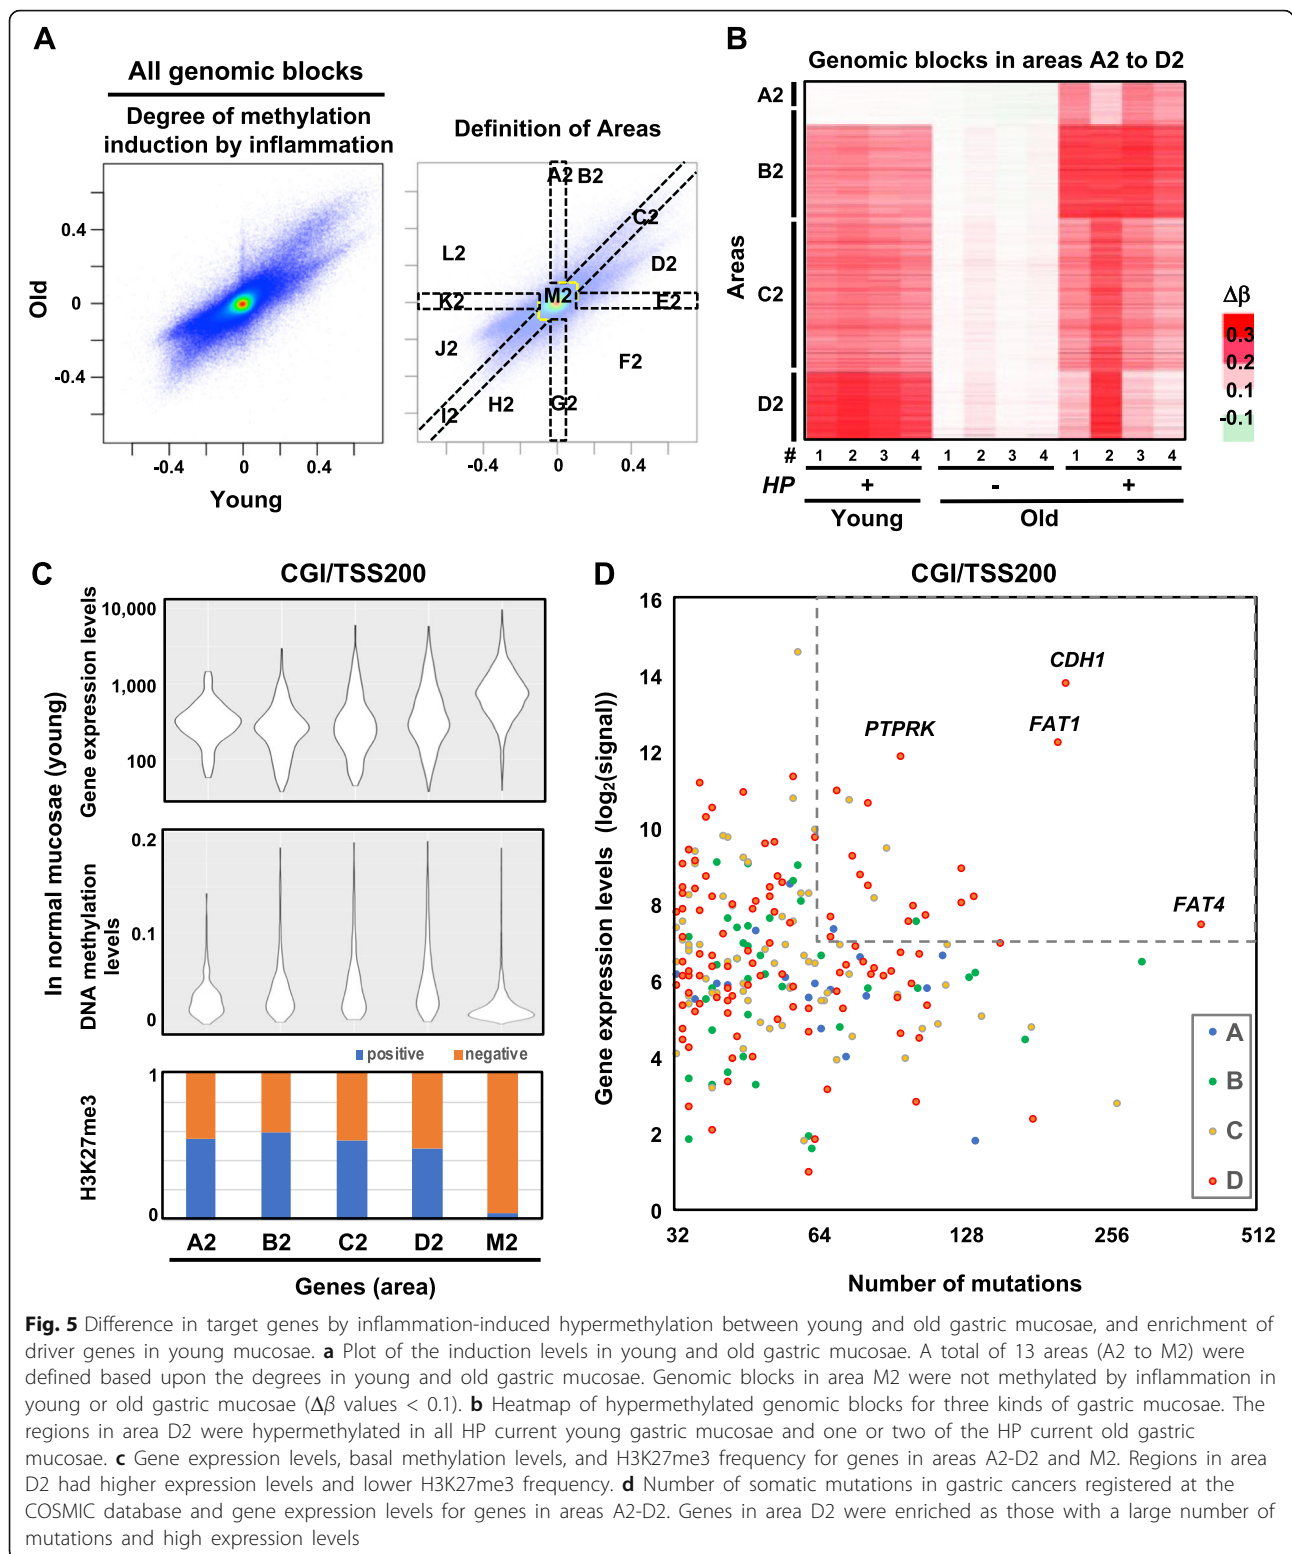 A
All genomic blocks
Degree of methylation
induction by inflammation
Old
0.4
0
-0.4
-0.4
0
0.4
Young
Definition of Areas
A2
B2
C2
D2
E2
F2
G2
H2
I2
J2
K2
L2
M2
-0.4
0
0.4
B
Genomic blocks in areas A2 to D2
Areas
A2
B2
C2
D2
# 1 2 3 4 1 2 3 4 1 2 3 4
HP + - +
Young Old
Δβ
0.3
0.2
0.1
-0.1
C
CGI/TSS200
In normal mucosae (young)
Gene expression levels
10,000
1,000
100
DNA methylation
levels
0.2
0.1
0
positive negative
H3K27me3
1
0
A2 B2 C2 D2 M2
Genes (area)
D
CGI/TSS200
Gene expression levels (log2(signal))
16
14
12
10
8
6
4
2
0
CDH1
FAT1
PTPRK
FAT4
A
B
C
D
32 64 128 256 512
Number of mutations
Fig. 5 Difference in target genes by inflammation-induced hypermethylation between young and old gastric mucosae, and enrichment of
driver genes in young mucosae. a Plot of the induction levels in young and old gastric mucosae. A total of 13 areas (A2 to M2) were
defined based upon the degrees in young and old gastric mucosae. Genomic blocks in area M2 were not methylated by inflammation in
young or old gastric mucosae (Δβ values < 0.1). b Heatmap of hypermethylated genomic blocks for three kinds of gastric mucosae. The
regions in area D2 were hypermethylated in all HP current young gastric mucosae and one or two of the HP current old gastric
mucosae. c Gene expression levels, basal methylation levels, and H3K27me3 frequency for genes in areas A2-D2 and M2. Regions in area
D2 had higher expression levels and lower H3K27me3 frequency. d Number of somatic mutations in gastric cancers registered at the
COSMIC database and gene expression levels for genes in areas A2-D2. Genes in area D2 were enriched as those with a large number of
mutations and high expression levels